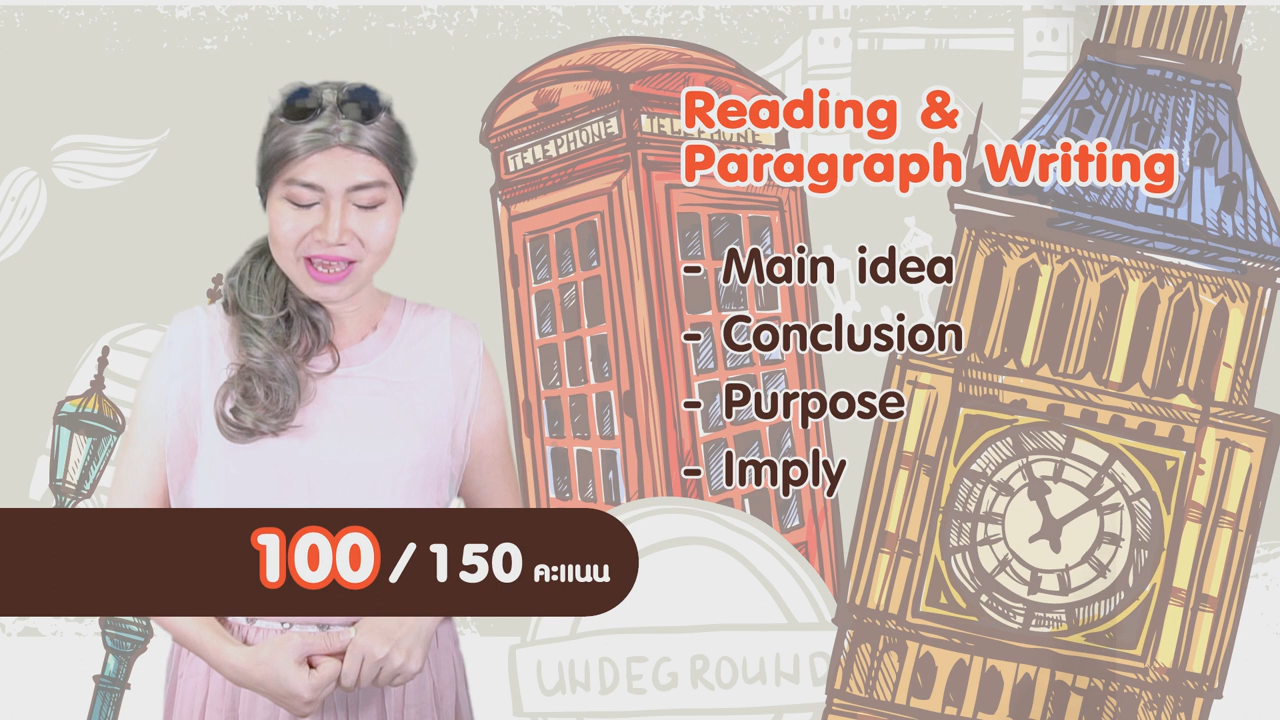 TELEPHONE
TELEPHONE
Reading &
Paragraph Writing
- Main idea
- Conclusion
- Purpose
- Imply
100/150 คะแนน
UNDEGROUND